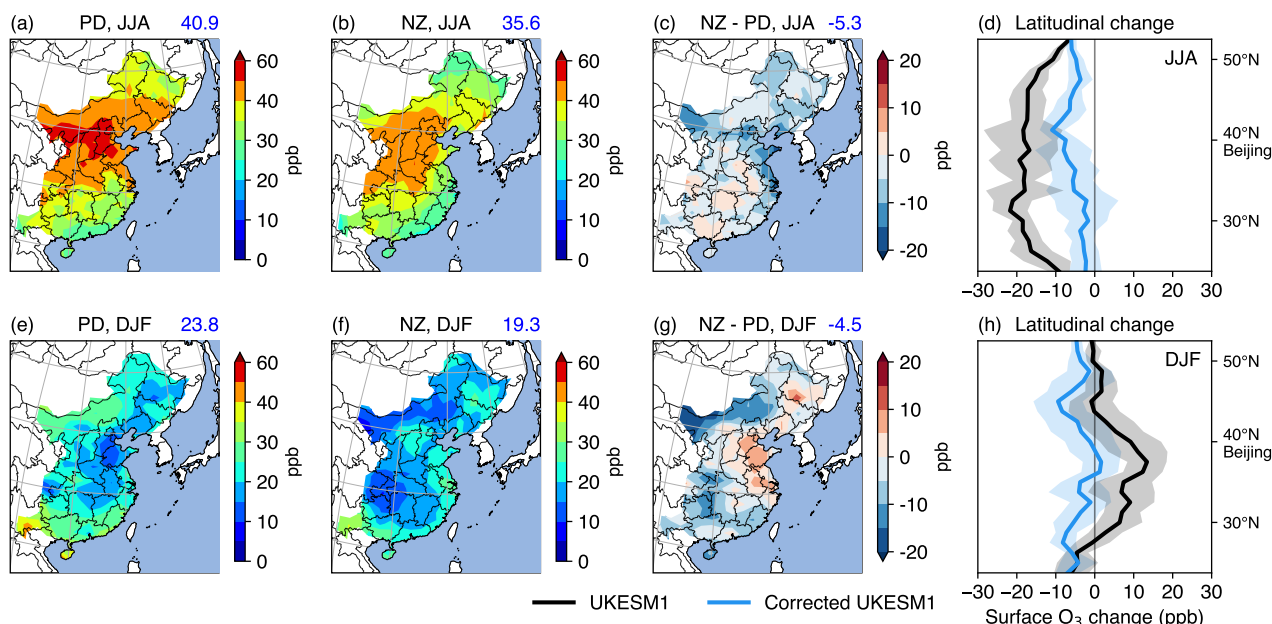 (a) PD, JJA 40.9
(b) NZ, JJA 35.6
(c) NZ - PD, JJA -5.3
(d) Latitudinal change
60
50
40
30
20
10
0
ppb
60
50
40
30
20
10
0
ppb
20
10
0
-10
-20
ppb
JJA
50°N
40°N
Beijing
30°N
−30 −20 −10 0 10 20 30
(e) PD, DJF 23.8
(f) NZ, DJF 19.3
(g) NZ - PD, DJF -4.5
(h) Latitudinal change
60
50
40
30
20
10
0
ppb
60
50
40
30
20
10
0
ppb
20
10
0
-10
-20
ppb
DJF
50°N
40°N
Beijing
30°N
−30 −20 −10 0 10 20 30
UKESM1 Corrected UKESM1
Surface O₃ change (ppb)